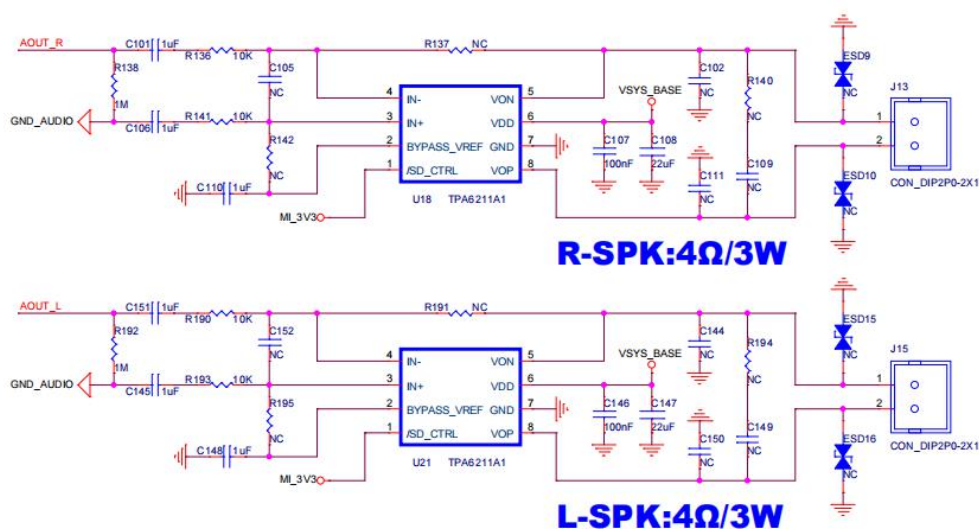 AOUT_R
C101 1uF
R136 10K
R137 NC
R138
1M
C105
NC
GND_AUDIO
C106 1uF
R141 10K
R142
NC
C110 1uF
MI_3V3
4 IN- VON 5
3 IN+ VDD 6
2 BYPASS_VREF GND 7
1 /SD_CTRL VOP 8
U18 TPA6211A1
VSYS_BASE
C102
NC
R140
NC
C107
100nF
C108
22uF
C111
NC
C109
NC
ESD9
NC
J13
1
2
ESD10
NC
CON_DIP2P0-2X1
R-SPK:4Ω/3W
AOUT_L
C151 1uF
R190 10K
R191 NC
R192
1M
C152
NC
GND_AUDIO
C145 1uF
R193 10K
R195
NC
C148 1uF
MI_3V3
4 IN- VON 5
3 IN+ VDD 6
2 BYPASS_VREF GND 7
1 /SD_CTRL VOP 8
U21 TPA6211A1
VSYS_BASE
C144
NC
R194
NC
C146
100nF
C147
22uF
C150
NC
C149
NC
ESD15
NC
J15
1
2
ESD16
NC
CON_DIP2P0-2X1
L-SPK:4Ω/3W